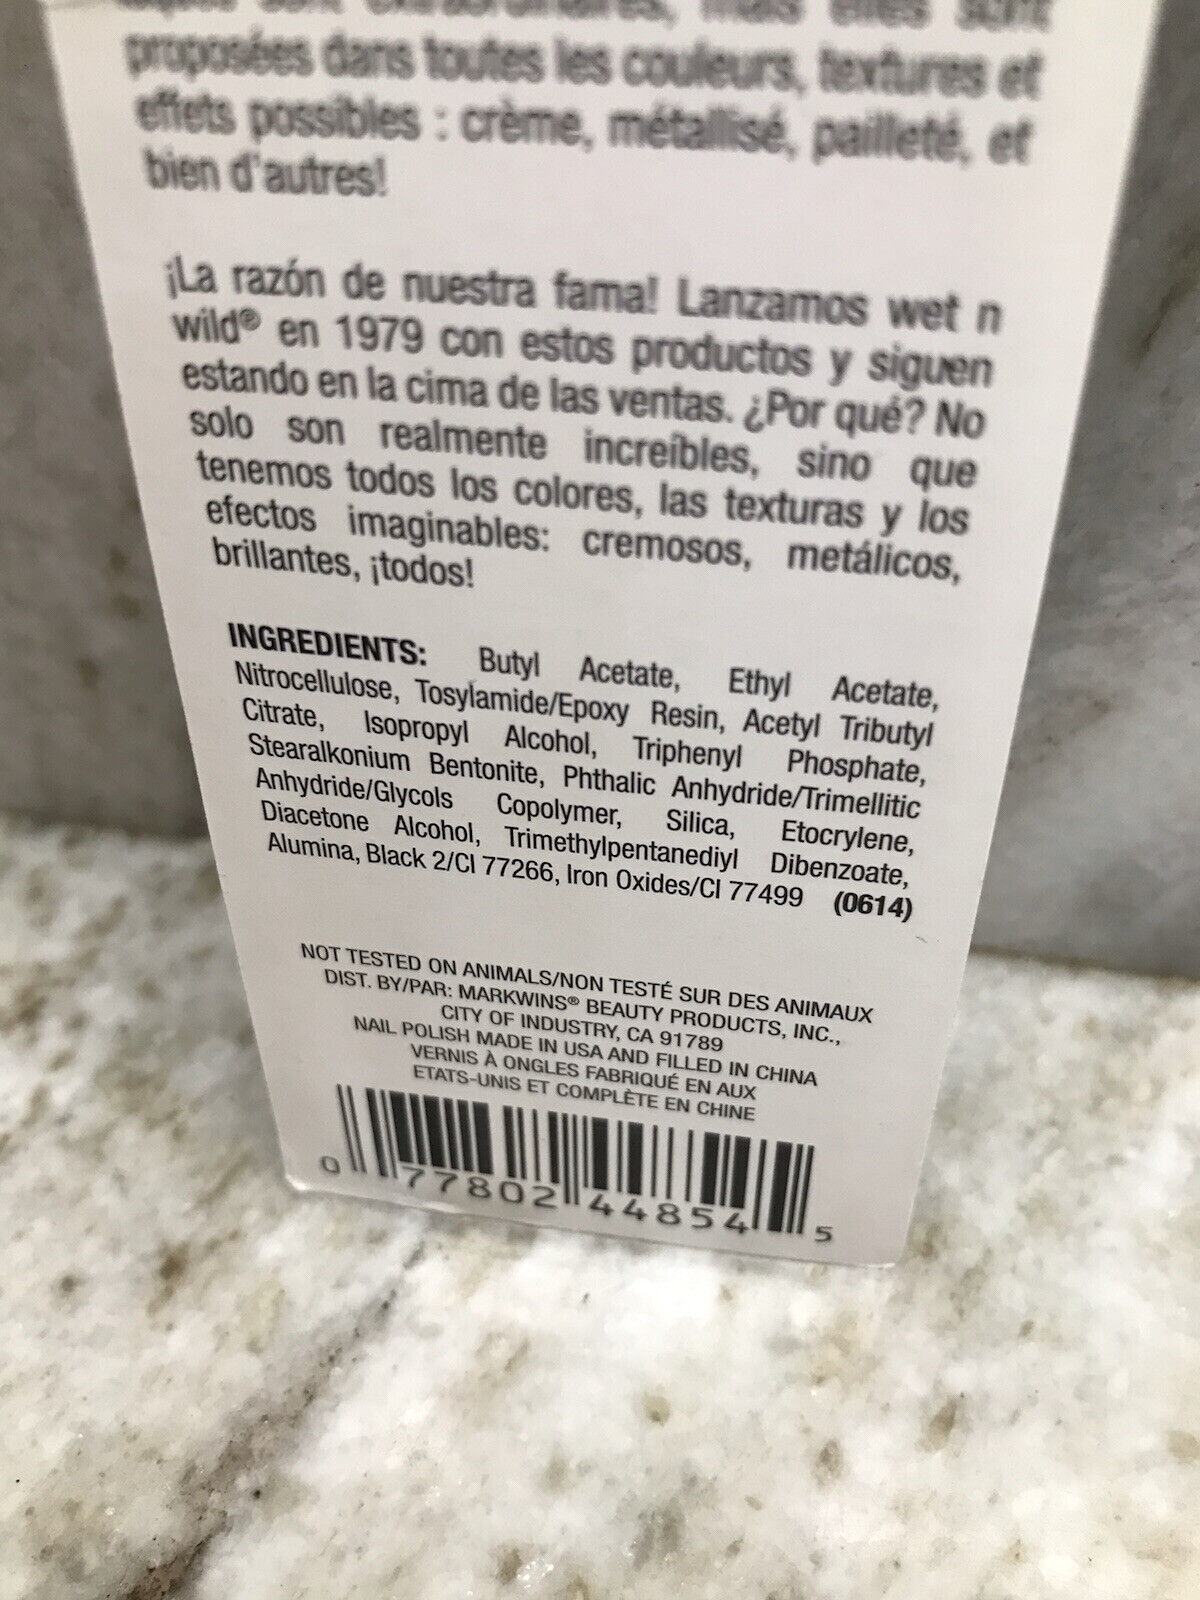 sont extraordinaires, mais elles sont
proposées dans toutes les couleurs, textures et
effets possibles : crème, métallisé, pailleté, et
bien d'autres!
¡La razón de nuestra fama! Lanzamos wet n
wild® en 1979 con estos productos y siguen
estando en la cima de las ventas. ¿Por qué? No
solo son realmente increíbles, sino que
tenemos todos los colores, las texturas y los
efectos imaginables: cremosos, metálicos,
brillantes, ¡todos!
INGREDIENTS: Butyl Acetate, Ethyl Acetate,
Nitrocellulose, Tosylamide/Epoxy Resin, Acetyl Tributyl
Citrate, Isopropyl Alcohol, Triphenyl Phosphate,
Stearalkonium Bentonite, Phthalic Anhydride/Trimellitic
Anhydride/Glycols Copolymer, Silica, Etocrylene,
Diacetone Alcohol, Trimethylpentanediyl Dibenzoate,
Alumina, Black 2/CI 77266, Iron Oxides/CI 77499 (0614)
NOT TESTED ON ANIMALS/NON TESTÉ SUR DES ANIMAUX
DIST. BY/PAR: MARKWINS® BEAUTY PRODUCTS, INC.,
CITY OF INDUSTRY, CA 91789
NAIL POLISH MADE IN USA AND FILLED IN CHINA
VERNIS À ONGLES FABRIQUÉ EN AUX
ETATS-UNIS ET COMPLÈTE EN CHINE
0 77802 44854 5